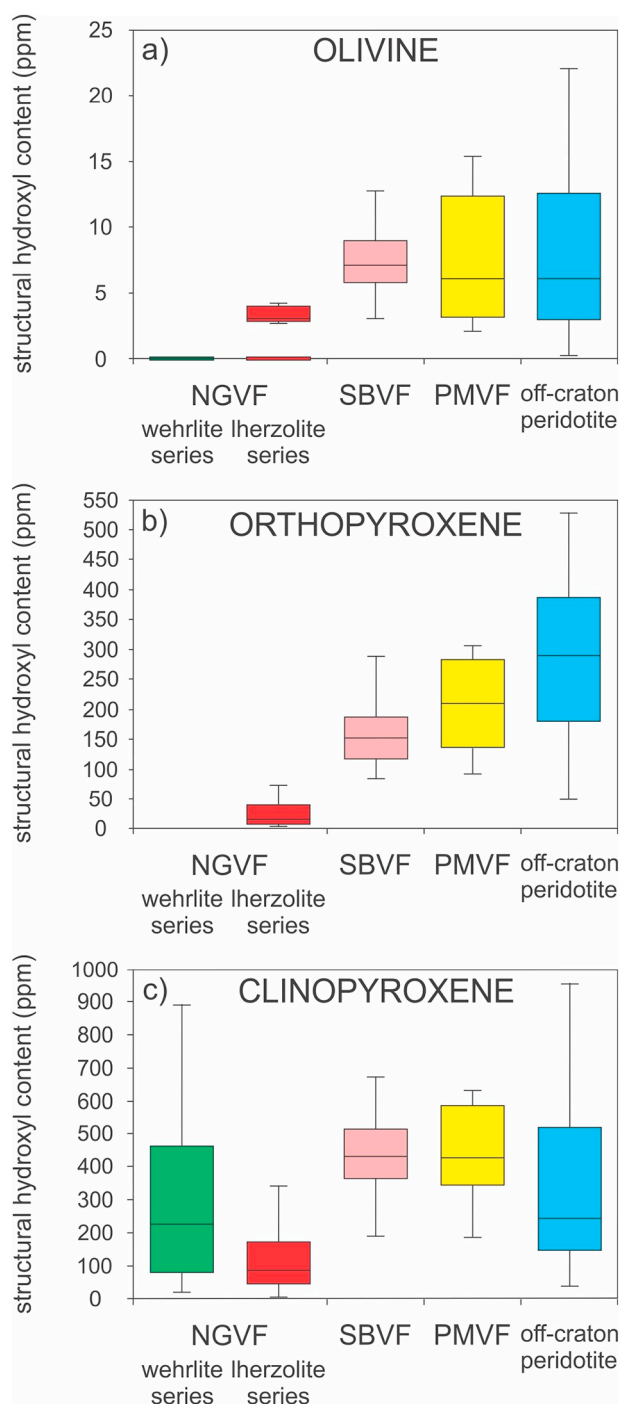 structural hydroxyl content (ppm)
a) OLIVINE
25
20
15
10
5
0
NGVF SBVF PMVF off-craton peridotite
wehrlite series
lherzolite series
structural hydroxyl content (ppm)
b) ORTHOPYROXENE
550
500
450
400
350
300
250
200
150
100
50
0
NGVF SBVF PMVF off-craton peridotite
wehrlite series
lherzolite series
structural hydroxyl content (ppm)
c) CLINOPYROXENE
1000
900
800
700
600
500
400
300
200
100
0
NGVF SBVF PMVF off-craton peridotite
wehrlite series
lherzolite series